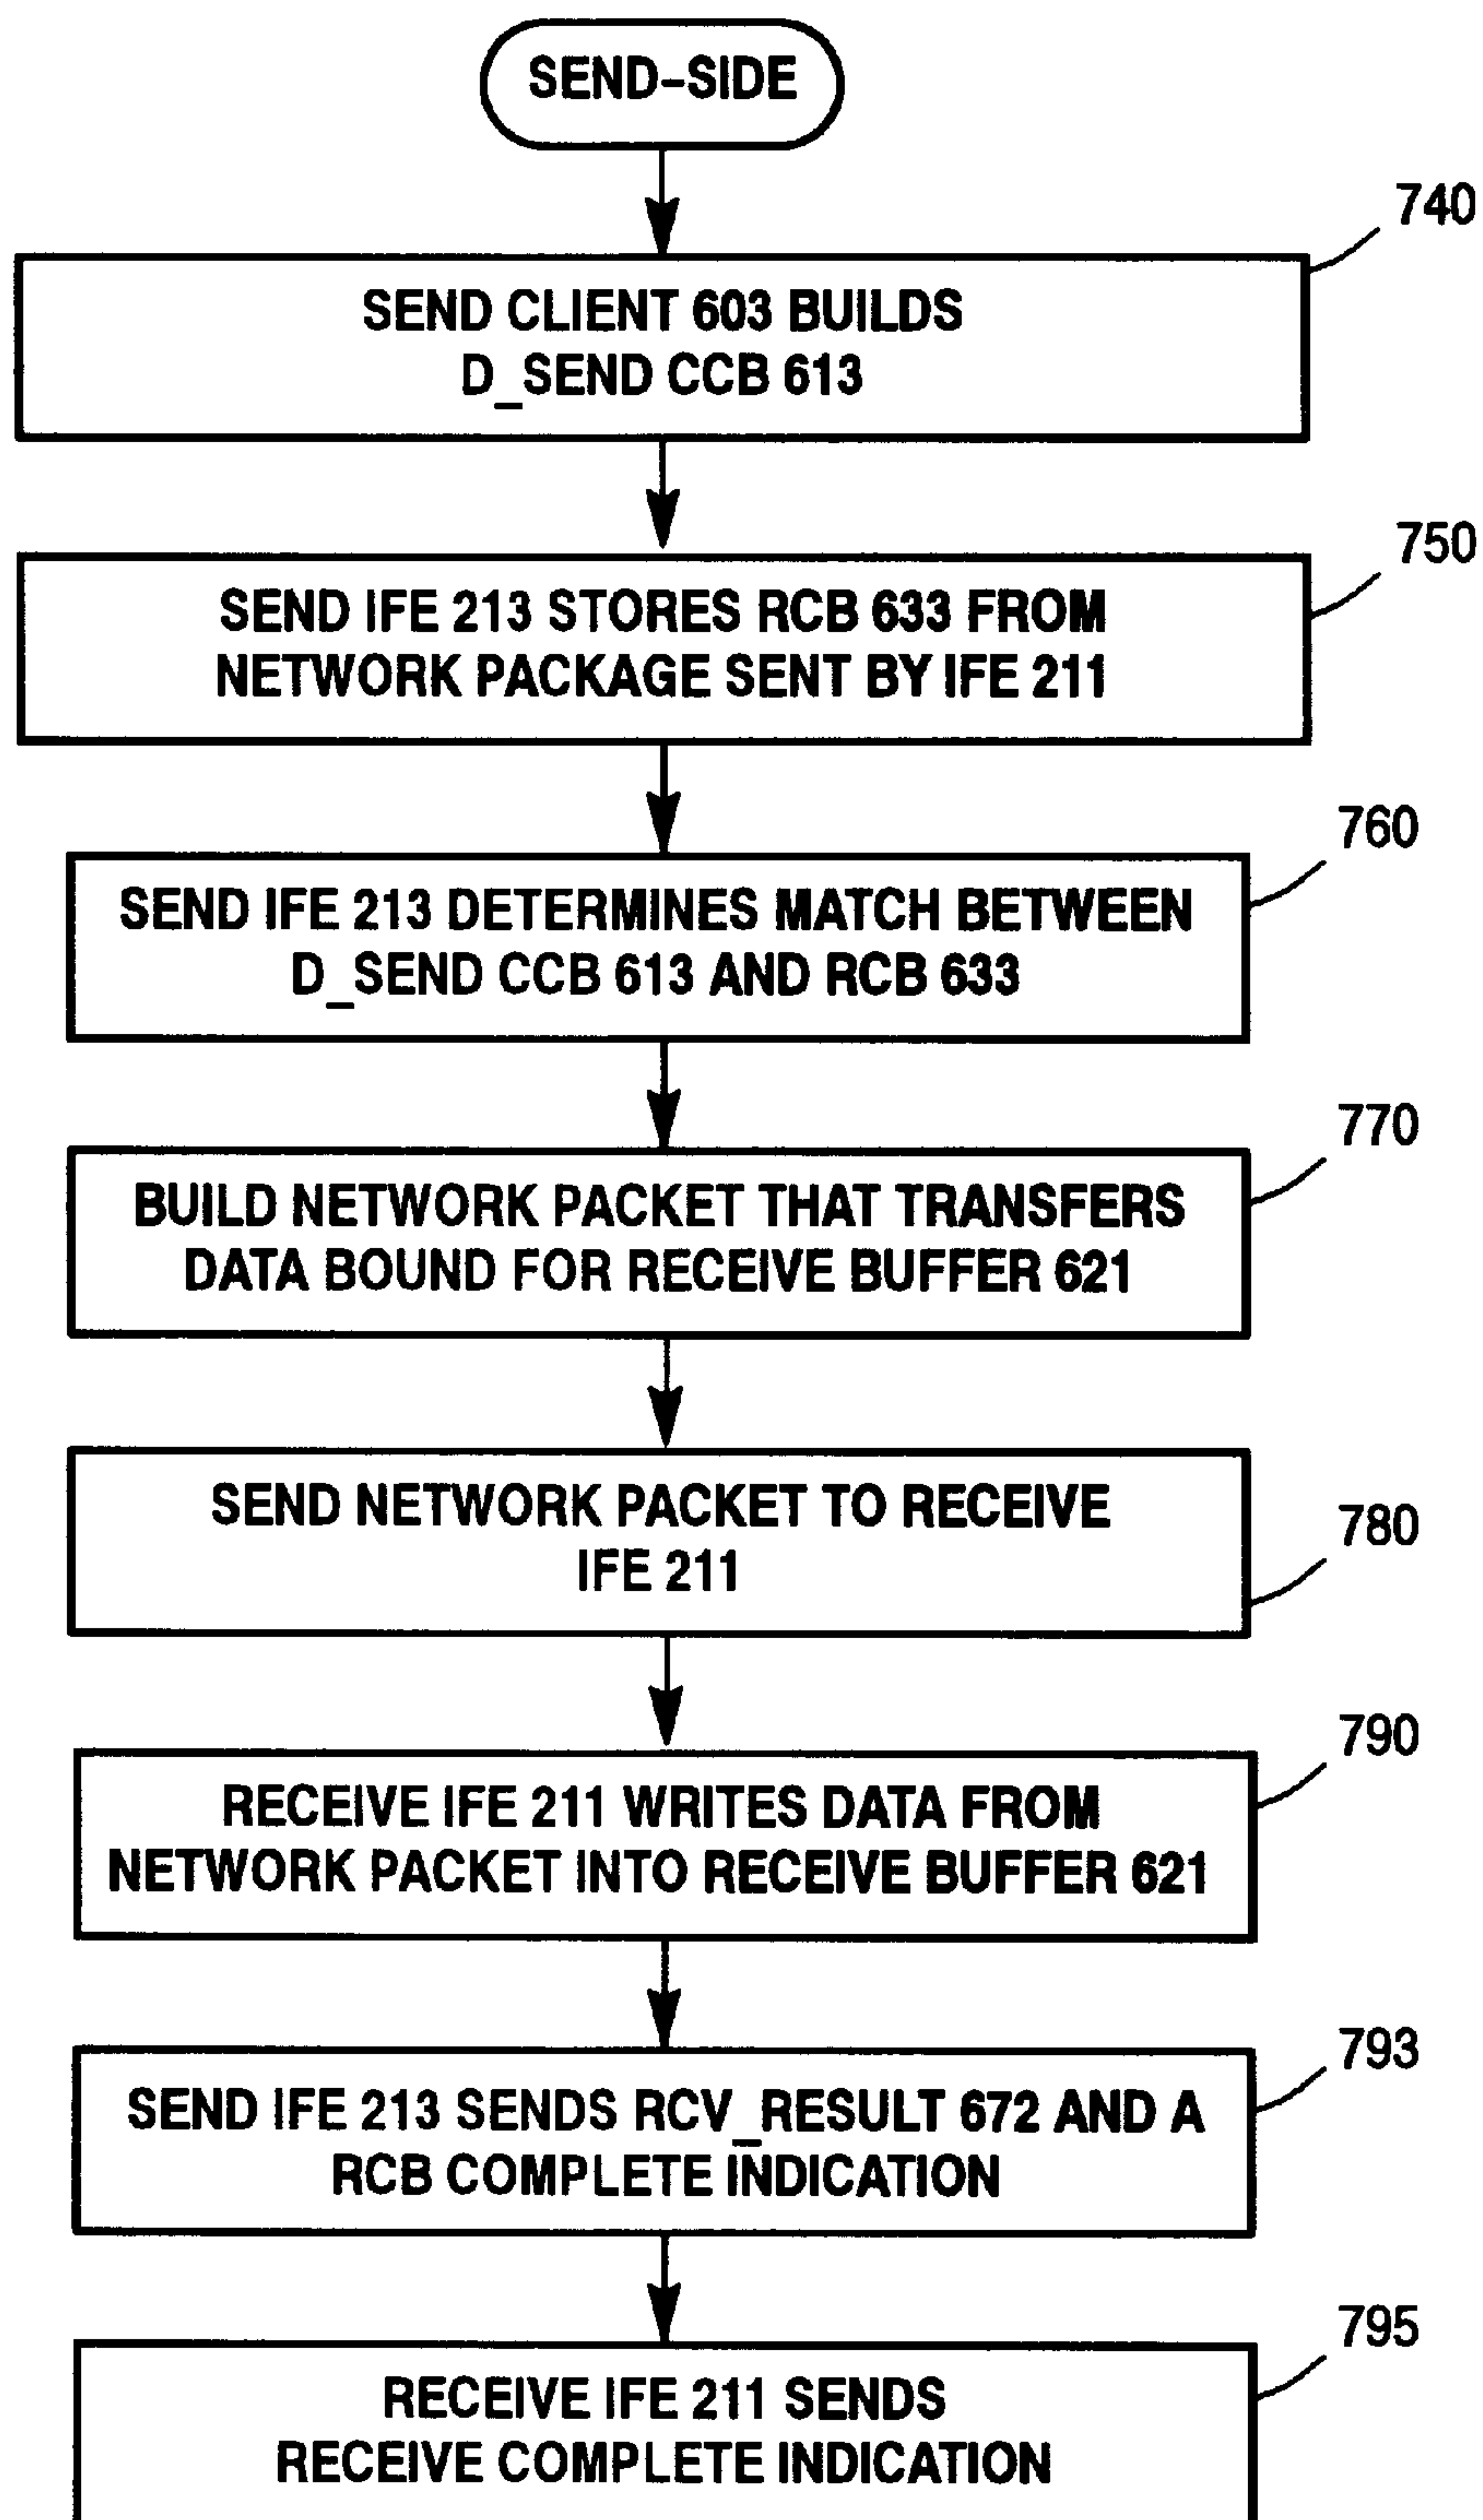 SEND-SIDE
740
SEND CLIENT 603 BUILDS
D_SEND CCB 613
750
SEND IFE 213 STORES RCB 633 FROM
NETWORK PACKAGE SENT BY IFE 211
760
SEND IFE 213 DETERMINES MATCH BETWEEN
D_SEND CCB 613 AND RCB 633
770
BUILD NETWORK PACKET THAT TRANSFERS
DATA BOUND FOR RECEIVE BUFFER 621
780
SEND NETWORK PACKET TO RECEIVE
IFE 211
790
RECEIVE IFE 211 WRITES DATA FROM
NETWORK PACKET INTO RECEIVE BUFFER 621
793
SEND IFE 213 SENDS RCV_RESULT 672 AND A
RCB COMPLETE INDICATION
795
RECEIVE IFE 211 SENDS
RECEIVE COMPLETE INDICATION